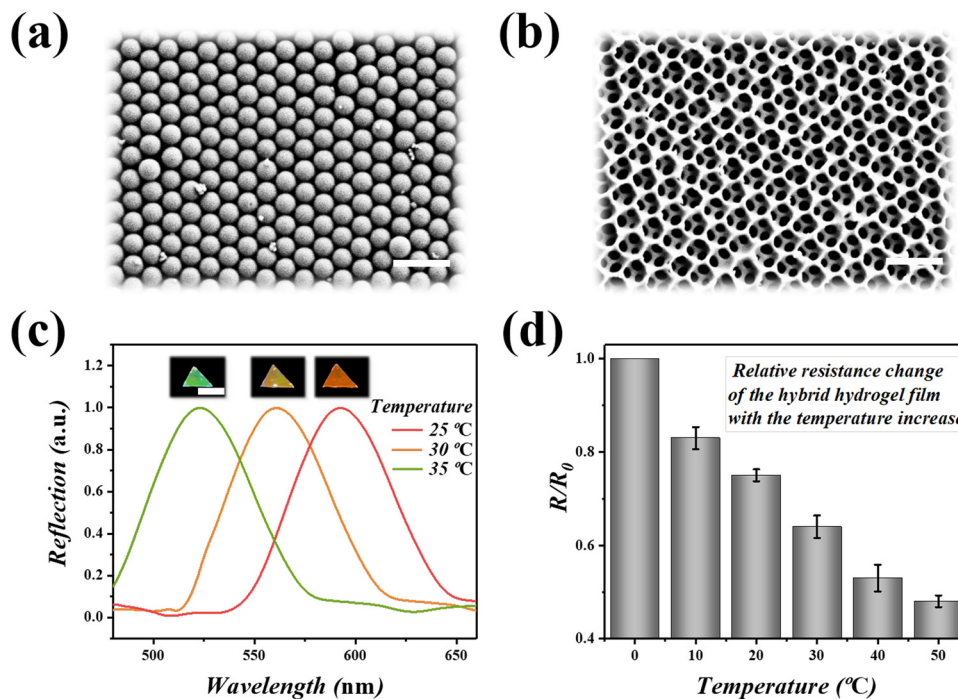 (a)
(b)
(c)
1.2
1.0
0.8
0.6
0.4
0.2
0.0
Reflection (a.u.)
Temperature
25 ºC
30 ºC
35 ºC
500
550
600
650
Wavelength (nm)
(d)
1.0
0.8
0.6
0.4
R/R0
Relative resistance change
of the hybrid hydrogel film
with the temperature increase
0
10
20
30
40
50
Temperature (ºC)